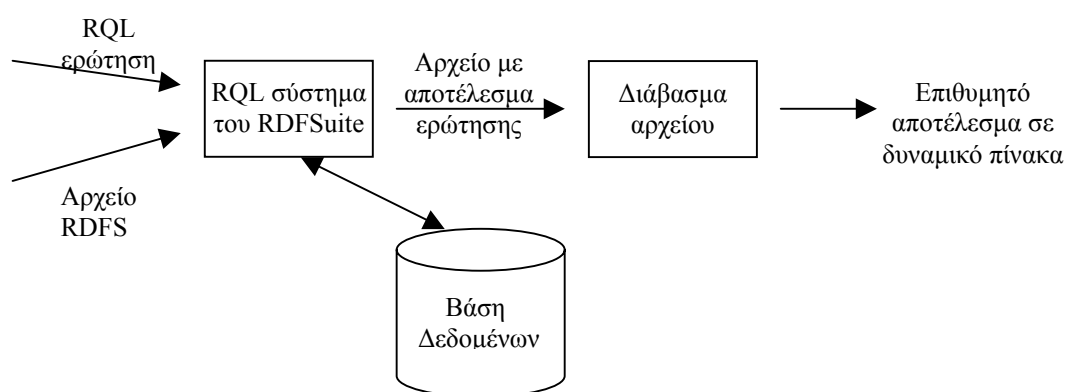 RQL
ερώτηση
Αρχείο
RDFS
RQL σύστημα
του RDFSuite
Αρχείο με
αποτέλεσμα
ερώτησης
Διάβασμα
αρχείου
Επιθυμητό
αποτέλεσμα σε
δυναμικό πίνακα
Βάση
Δεδομένων